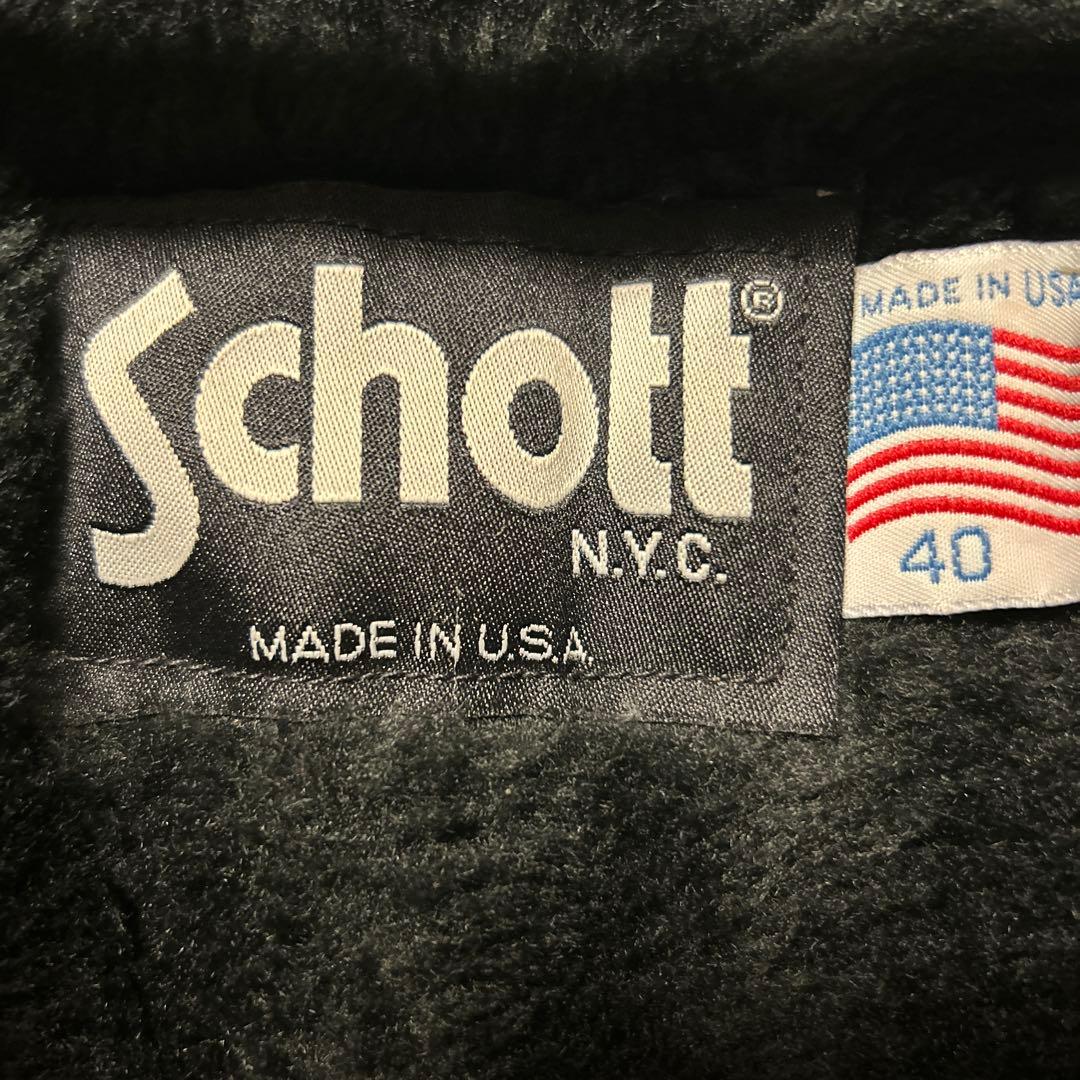 Schott®
N.Y.C.
MADE IN U.S.A.
MADE IN USA
40